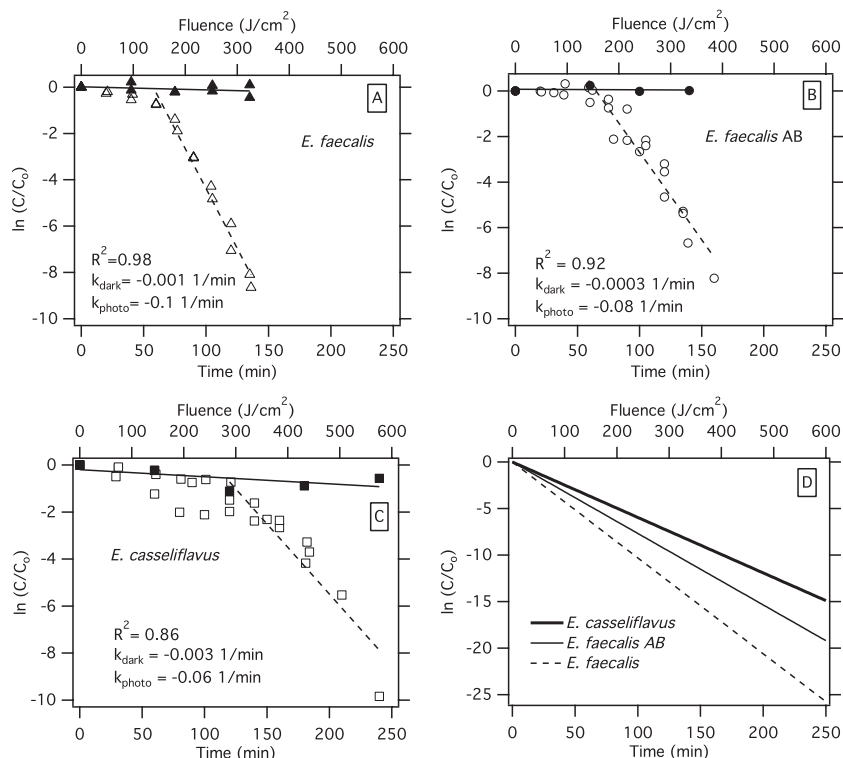 Fluence (J/cm²)
0 100 200 300 400 500 600
0
-2
-4
-6
-8
-10
ln (C/Cₒ)
A
E. faecalis
R²=0.98
k_dark= -0.001 1/min
k_photo= -0.1 1/min
0 50 100 150 200 250
Time (min)
Fluence (J/cm²)
0 100 200 300 400 500 600
0
-2
-4
-6
-8
-10
ln (C/Cₒ)
B
E. faecalis AB
R² = 0.92
k_dark = -0.0003 1/min
k_photo = -0.08 1/min
0 50 100 150 200 250
Time (min)
Fluence (J/cm²)
0 100 200 300 400 500 600
0
-2
-4
-6
-8
-10
ln (C/Cₒ)
C
E. casseliflavus
R²= 0.86
k_dark = -0.003 1/min
k_photo = -0.06 1/min
0 50 100 150 200 250
Time (min)
Fluence (J/cm²)
0 100 200 300 400 500 600
0
-5
-10
-15
-20
-25
ln (C/Cₒ)
D
E. casseliflavus
E. faecalis AB
E. faecalis
0 50 100 150 200 250
Time (min)